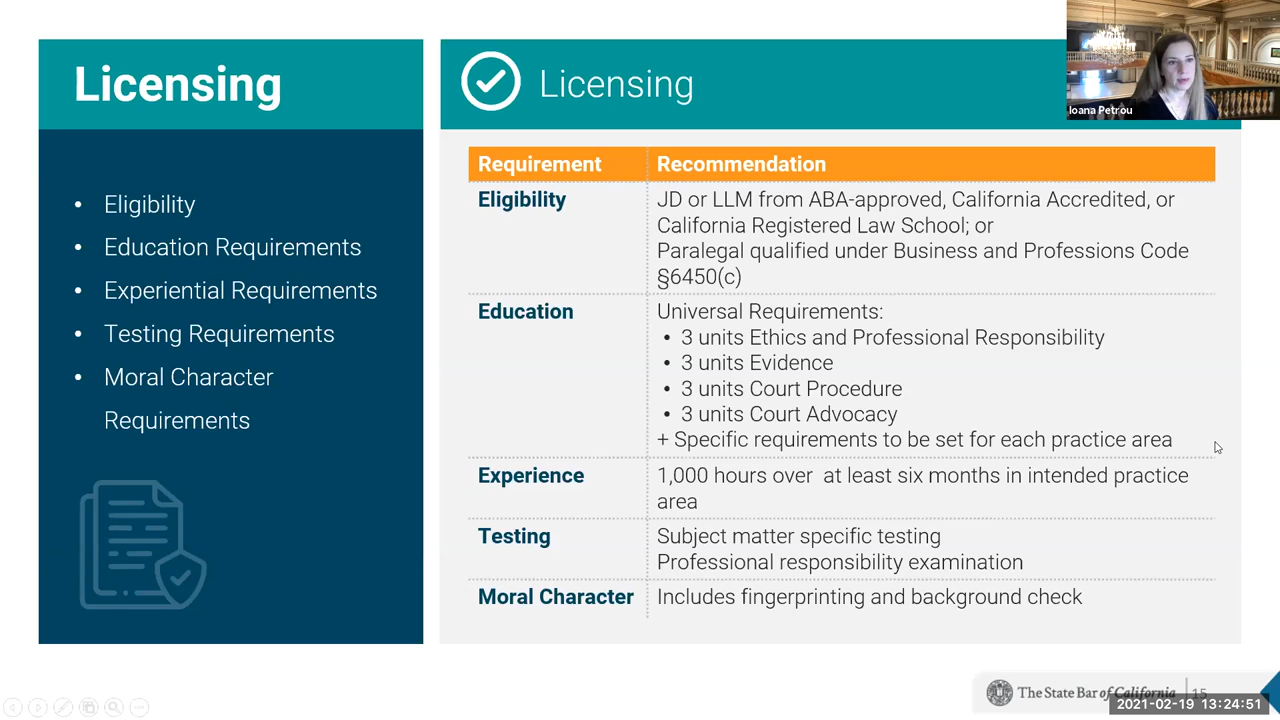 Licensing
• Eligibility
• Education Requirements
• Experiential Requirements
• Testing Requirements
• Moral Character
Requirements
Licensing
Ioana Petrou
Requirement Recommendation
Eligibility JD or LLM from ABA-approved, California Accredited, or
California Registered Law School; or
Paralegal qualified under Business and Professions Code
§6450(c)
Education Universal Requirements:
• 3 units Ethics and Professional Responsibility
• 3 units Evidence
• 3 units Court Procedure
• 3 units Court Advocacy
+ Specific requirements to be set for each practice area
Experience 1,000 hours over at least six months in intended practice
area
Testing Subject matter specific testing
Professional responsibility examination
Moral Character Includes fingerprinting and background check
The State Bar of California 15
2021-02-19 13:24:51